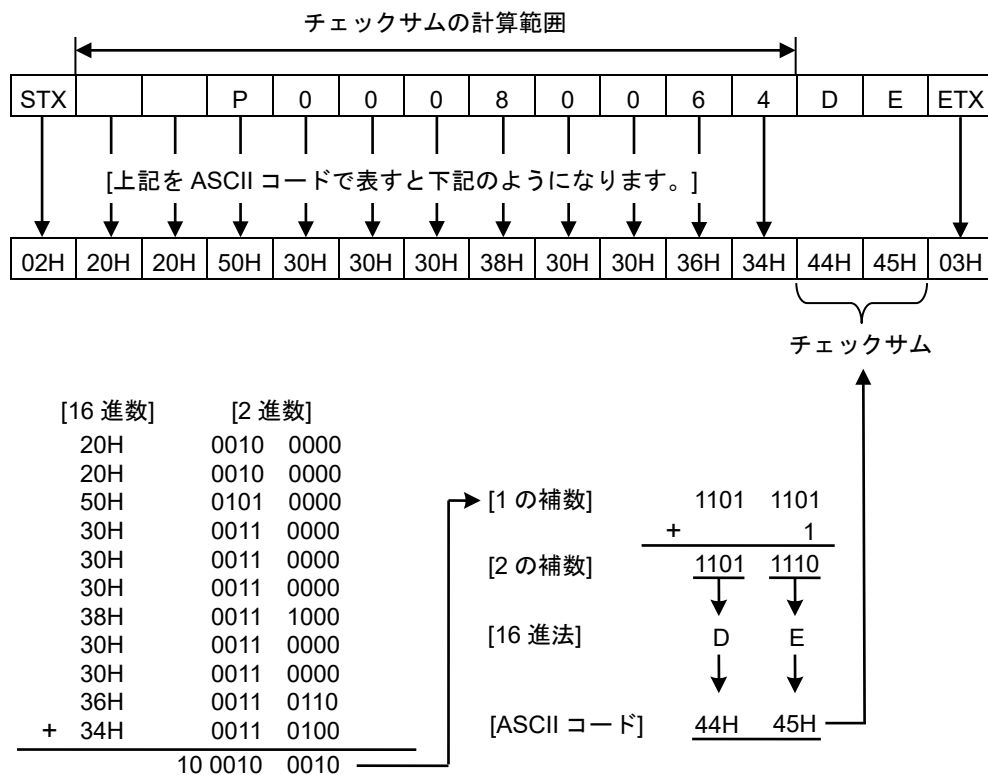 チェックサムの計算範囲
STX P 0 0 0 8 0 0 6 4 D E ETX
[上記を ASCII コードで表すと下記のようになります。]
02H 20H 20H 50H 30H 30H 30H 38H 30H 30H 36H 34H 44H 45H 03H
チェックサム
[16 進数] [2 進数]
20H 0010 0000
20H 0010 0000
50H 0101 0000
30H 0011 0000
30H 0011 0000
30H 0011 0000
38H 0011 1000
30H 0011 0000
30H 0011 0000
36H 0011 0110
+ 34H 0011 0100
10 0010 0010
[1 の補数] 1101 1101
+ 1
[2 の補数] 1101 1110
[16 進法] D E
[ASCII コード] 44H 45H